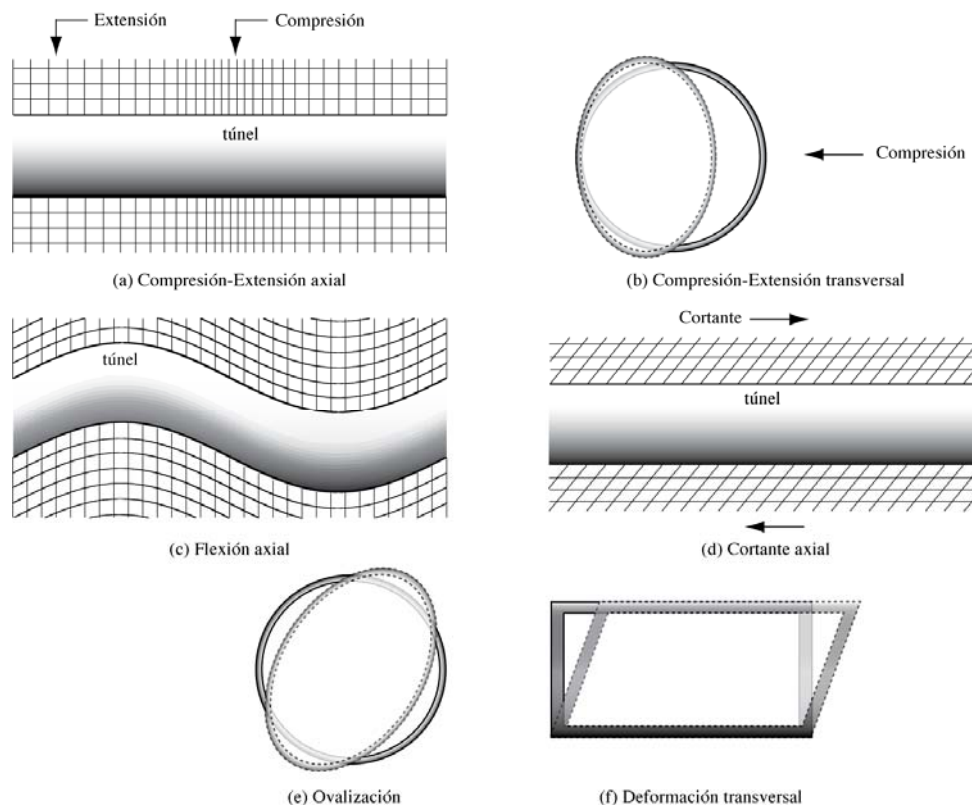 Extensión
Compresión
túnel
(a) Compresión-Extensión axial
Compresión
(b) Compresión-Extensión transversal
túnel
(c) Flexión axial
Cortante
túnel
(d) Cortante axial
(e) Ovalización
(f) Deformación transversal